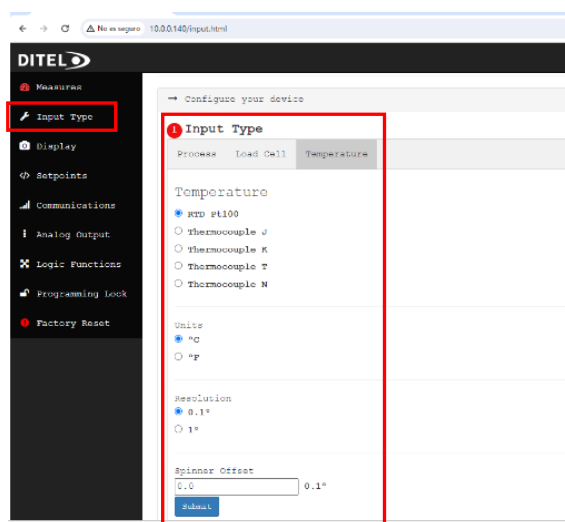 No es seguro 10.0.0.140/input.html
DITEL
Measures
Input Type
Display
Setpoints
Communications
Analog Output
Logic Functions
Programming Lock
Factory Reset
→ Configure your device
1 Input Type
Process Load Cell Temperature
Temperature
RTD Pt100
Thermocouple J
Thermocouple K
Thermocouple T
Thermocouple N
Units
°C
°F
Resolution
0.1°
1°
Spinner Offset
0.0 0.1°
Submit